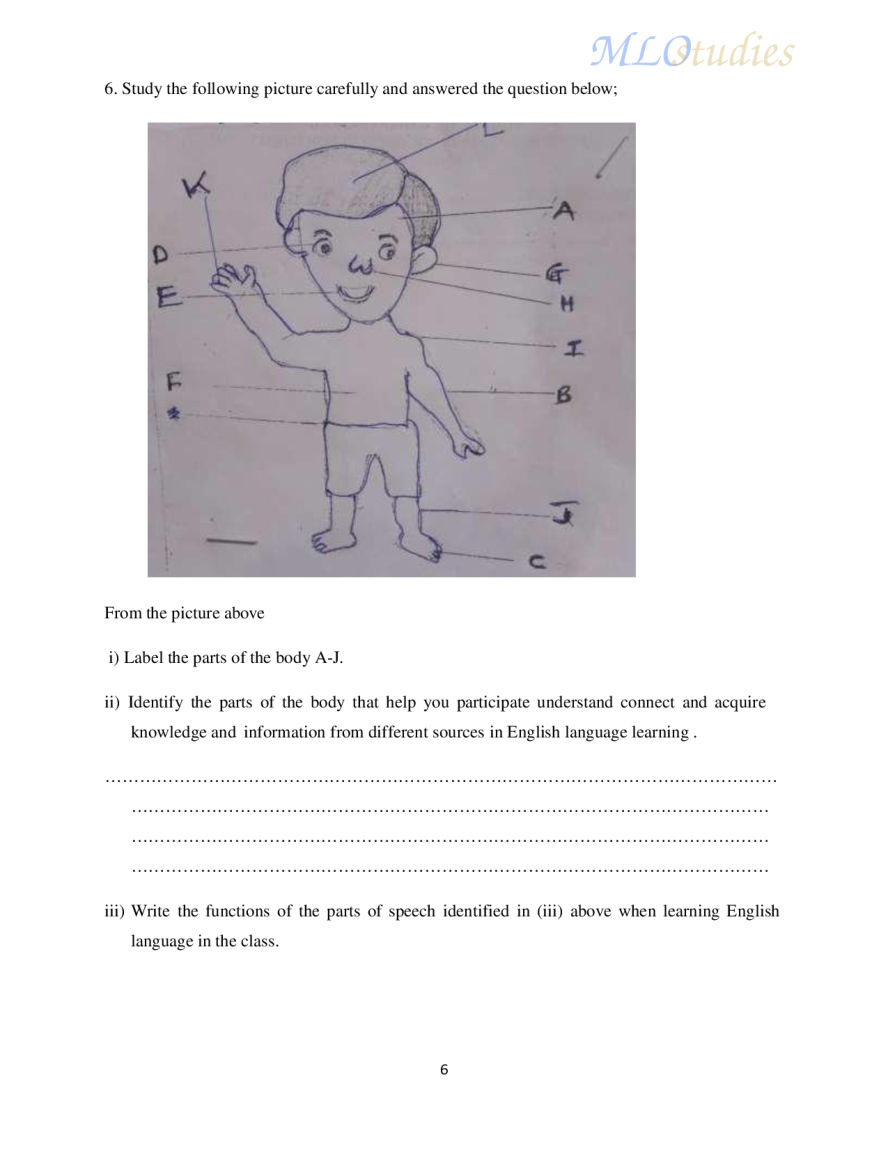 MLOstudies
6. Study the following picture carefully and answered the question below;
L
K
A
D
G
E
H
I
F
B
J
C
From the picture above
i) Label the parts of the body A-J.
ii) Identify the parts of the body that help you participate understand connect and acquire
knowledge and information from different sources in English language learning .
……………………………………………………………………………………………………
………………………………………………………………………………………………
………………………………………………………………………………………………
………………………………………………………………………………………………
iii) Write the functions of the parts of speech identified in (iii) above when learning English
language in the class.
6